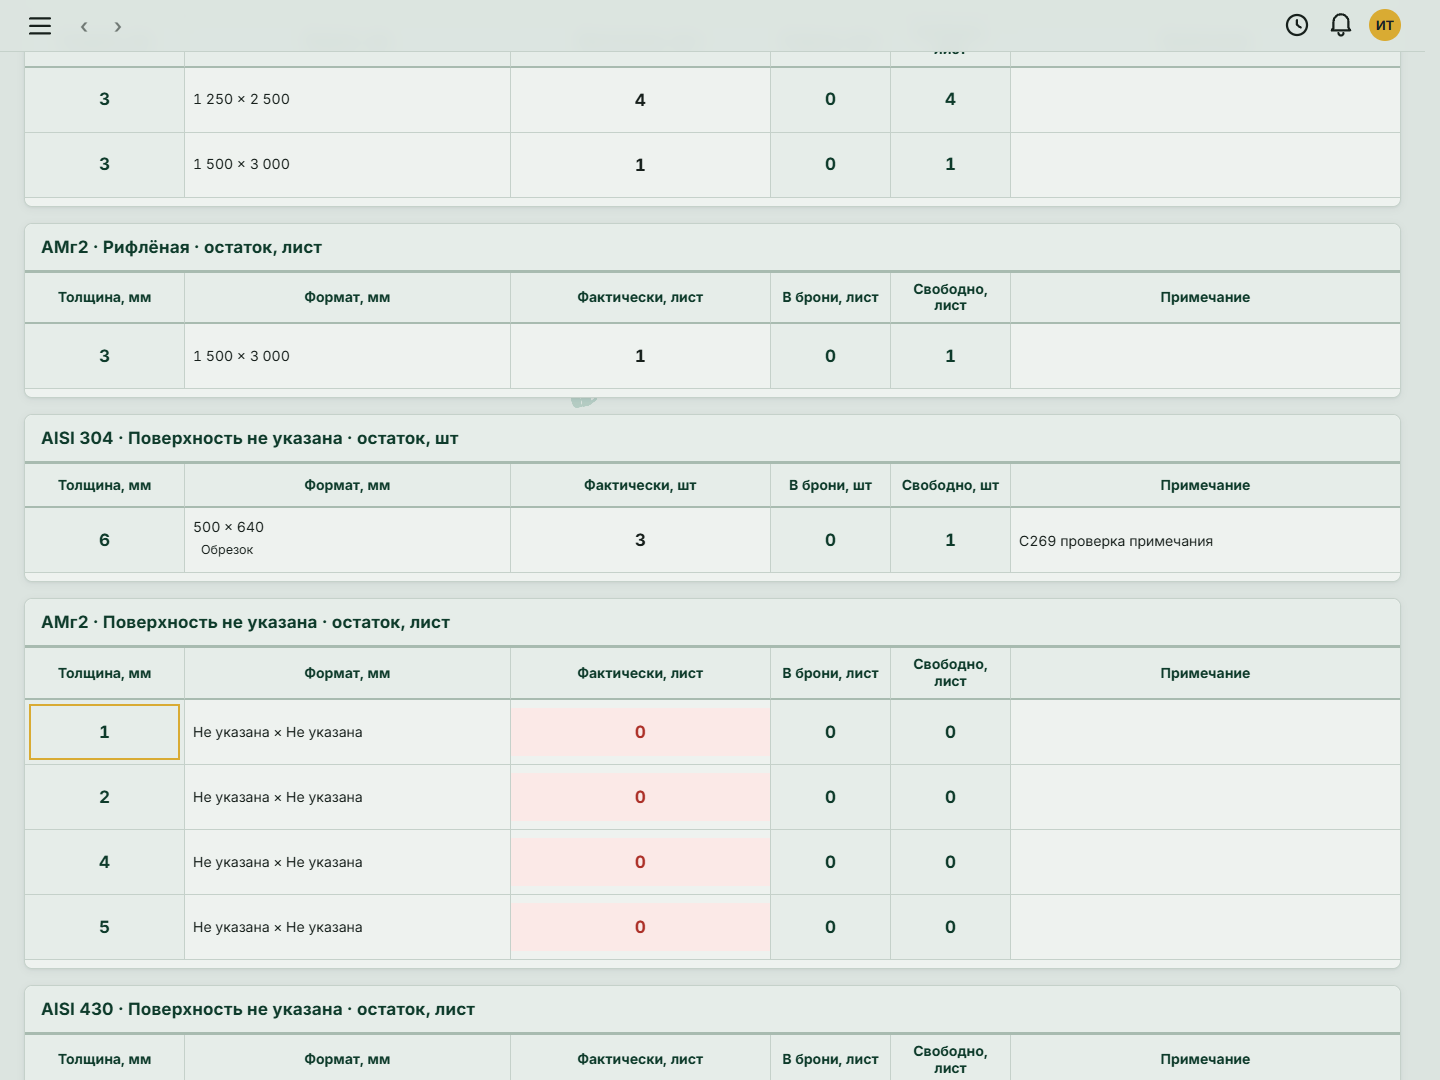 ‹ ›
ИТ
лист
3 1 250 × 2 500 4 0 4
3 1 500 × 3 000 1 0 1
АМг2 · Рифлёная · остаток, лист
Толщина, мм Формат, мм Фактически, лист В брони, лист Свободно, лист Примечание
3 1 500 × 3 000 1 0 1
AISI 304 · Поверхность не указана · остаток, шт
Толщина, мм Формат, мм Фактически, шт В брони, шт Свободно, шт Примечание
6 500 × 640 3 0 1 С269 проверка примечания
Обрезок
АМг2 · Поверхность не указана · остаток, лист
Толщина, мм Формат, мм Фактически, лист В брони, лист Свободно, лист Примечание
1 Не указана × Не указана 0 0 0
2 Не указана × Не указана 0 0 0
4 Не указана × Не указана 0 0 0
5 Не указана × Не указана 0 0 0
AISI 430 · Поверхность не указана · остаток, лист
Толщина, мм Формат, мм Фактически, лист В брони, лист Свободно, лист Примечание